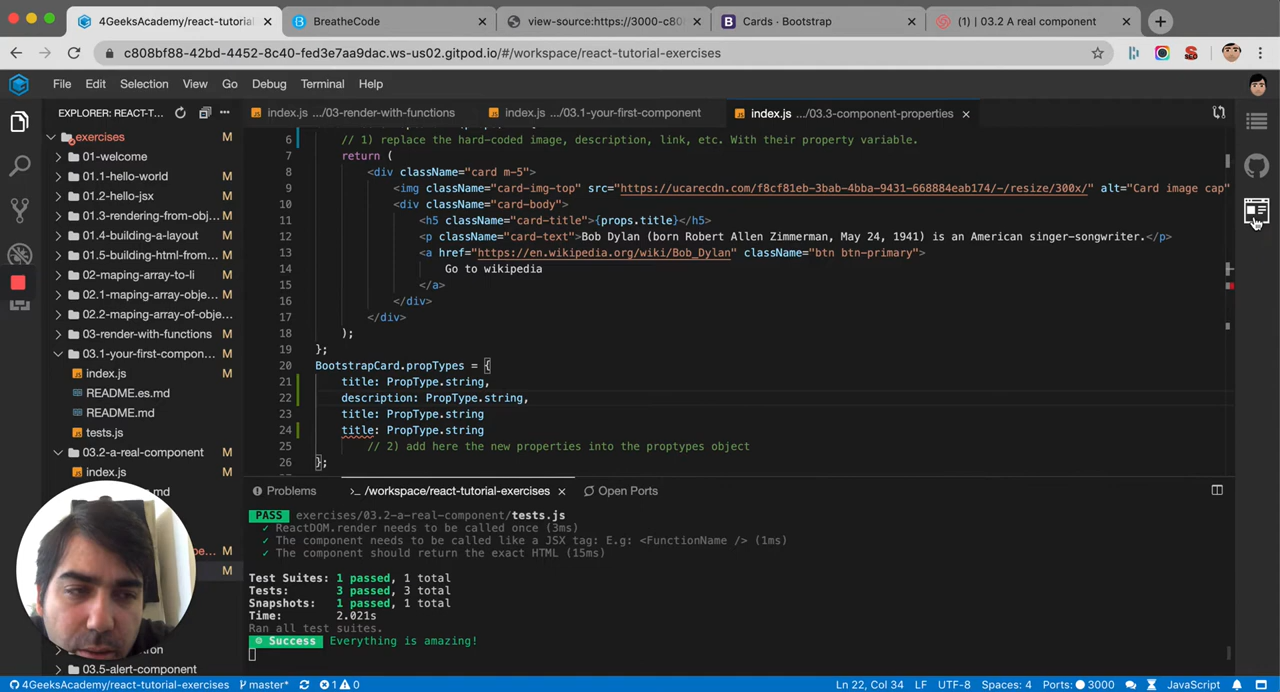 4GeeksAcademy/react-tutorial-
BreatheCode
view-source:https://3000-c80
Cards - Bootstrap
(1) | 03.2 A real component
c808bf88-42bd-4452-8c40-fed3e7aa9dac.ws-us02.gitpod.io/#/workspace/react-tutorial-exercises
File Edit Selection View Go Debug Terminal Help
EXPLORER: REACT-T...
index.js .../03-render-with-functions
index.js .../03.1-your-first-component
index.js .../03.3-component-properties
exercises M
01-welcome M
01.1-hello-world M
01.2-hello-jsx M
01.3-rendering-from-obj... M
01.4-building-a-layout M
01.5-building-html-from... M
02-maping-array-to-li M
02.1-maping-array-obje... M
02.2-maping-array-of-obje... M
03-render-with-functions M
03.1-your-first-compon... M
index.js
README.es.md
README.md
tests.js
03.2-a-real-component M
index.js
.md
pe... M
M
tron M
03.5-alert-component M
6 // 1) replace the hard-coded image, description, link, etc. With their property variable.
7 return (
8 <div className="card m-5">
9 <img className="card-img-top" src="https://ucarecdn.com/f8cf81eb-3bab-4bba-9431-668884eab174/-/resize/300x/" alt="Card image cap"
10 <div className="card-body">
11 <h5 className="card-title">{props.title}</h5>
12 <p className="card-text">Bob Dylan (born Robert Allen Zimmerman, May 24, 1941) is an American singer-songwriter.</p>
13 <a href="https://en.wikipedia.org/wiki/Bob_Dylan" className="btn btn-primary">
14 Go to wikipedia
15 </a>
16 </div>
17 </div>
18 );
19 };
20 BootstrapCard.propTypes = {
21 title: PropType.string,
22 description: PropType.string,
23 title: PropType.string
24 title: PropType.string
25 // 2) add here the new properties into the proptypes object
26 };
Problems
>_ /workspace/react-tutorial-exercises
Open Ports
PASS exercises/03.2-a-real-component/tests.js
✓ ReactDOM.render needs to be called once (3ms)
✓ The component needs to be called like a JSX tag: E.g: <FunctionName /> (1ms)
✓ The component should return the exact HTML (15ms)
Test Suites: 1 passed, 1 total
Tests: 3 passed, 3 total
Snapshots: 1 passed, 1 total
Time: 2.021s
Ran all test suites.
Success Everything is amazing!
4GeeksAcademy/react-tutorial-exercises master* 1 0 Ln 22, Col 34 LF UTF-8 Spaces: 4 Ports: 3000 JavaScript